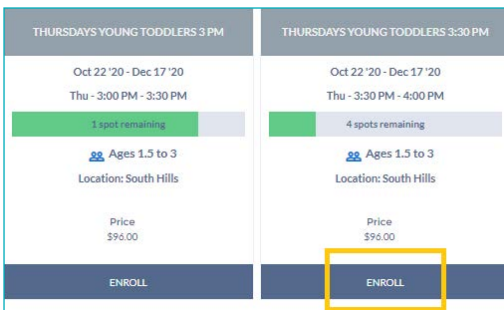 THURSDAYS YOUNG TODDLERS 3 PM
Oct 22 '20 - Dec 17 '20
Thu - 3:00 PM - 3:30 PM
1 spot remaining
Ages 1.5 to 3
Location: South Hills
Price
$96.00
ENROLL
THURSDAYS YOUNG TODDLERS 3:30 PM
Oct 22 '20 - Dec 17 '20
Thu - 3:30 PM - 4:00 PM
4 spots remaining
Ages 1.5 to 3
Location: South Hills
Price
$96.00
ENROLL